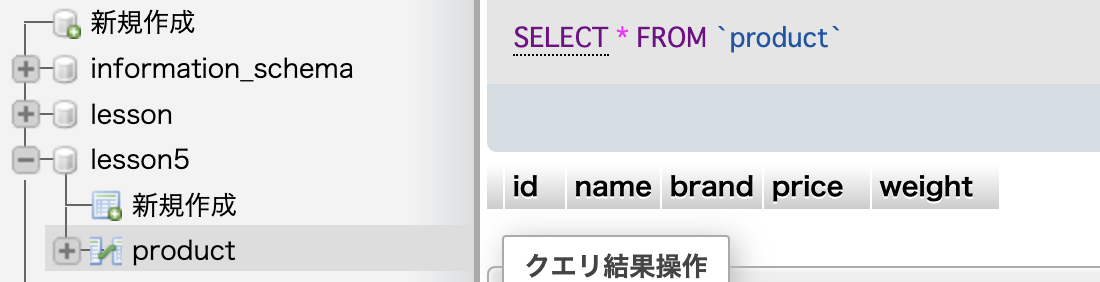 新規作成
information_schema
lesson
lesson5
新規作成
product
SELECT * FROM `product`
id name brand price weight
クエリ結果操作